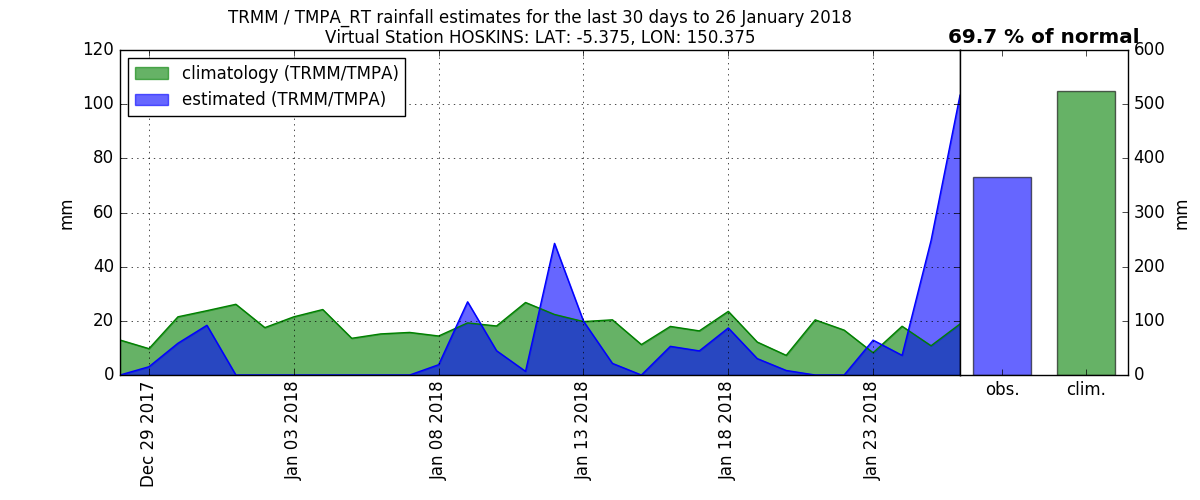 TRMM / TMPA_RT rainfall estimates for the last 30 days to 26 January 2018
Virtual Station HOSKINS: LAT: -5.375, LON: 150.375
69.7 % of normal
climatology (TRMM/TMPA)
estimated (TRMM/TMPA)
120
100
80
60
40
20
0
mm
Dec 29 2017
Jan 03 2018
Jan 08 2018
Jan 13 2018
Jan 18 2018
Jan 23 2018
obs.
clim.
600
500
400
300
200
100
0
mm